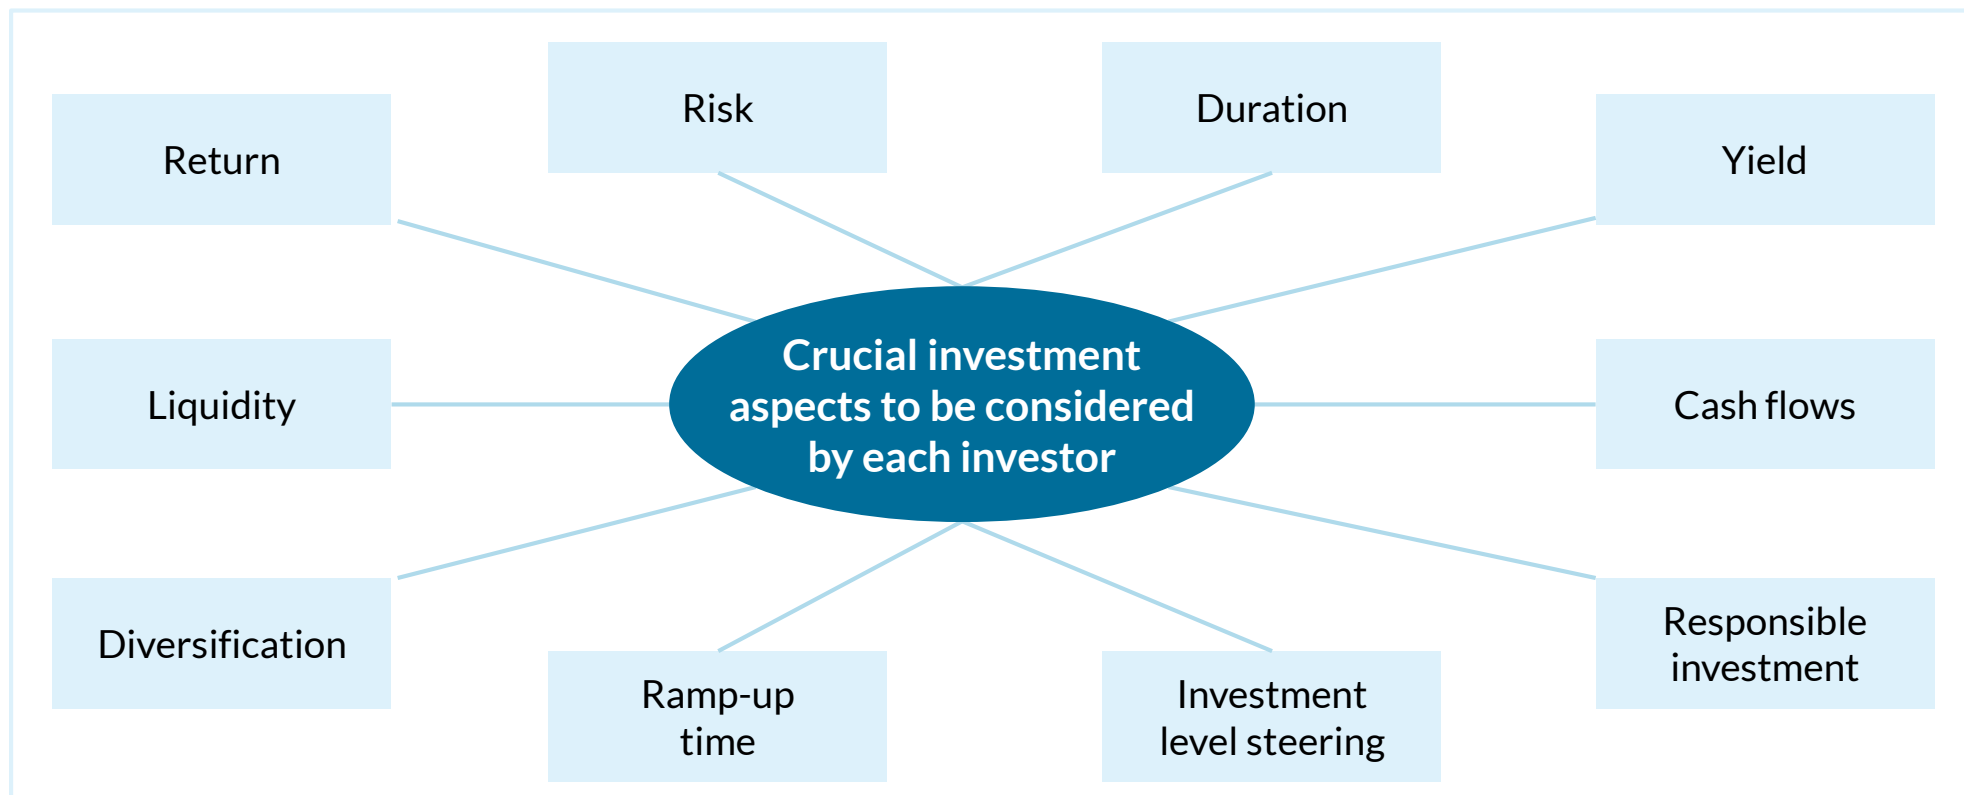 Risk
Duration
Return
Yield
Crucial investment
aspects to be considered
by each investor
Liquidity
Cash flows
Diversification
Responsible
investment
Ramp-up
time
Investment
level steering